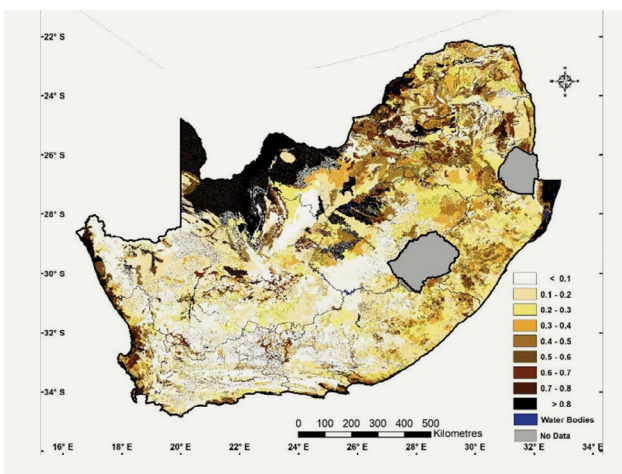 -22° S
-24° S
-26° S
-28° S
-30° S
-32° S
-34° S
16° E
20° E
22° E
24° E
26° E
28° E
30° E
32° E
34° E
< 0.1
0.1 - 0.2
0.2 - 0.3
0.3 - 0.4
0.4 - 0.5
0.5 - 0.6
0.6 - 0.7
0.7 - 0.8
> 0.8
Water Bodies
No Data
0 100 200 300 400 500
Kilometres